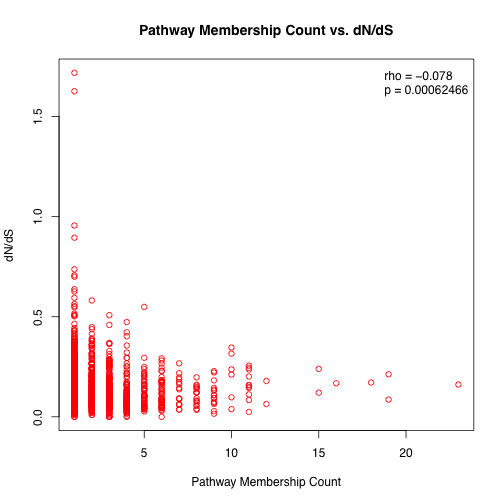 Pathway Membership Count vs. dN/dS
rho = −0.078
p = 0.00062466
dN/dS
1.5
1.0
0.5
0.0
5
10
15
20
Pathway Membership Count